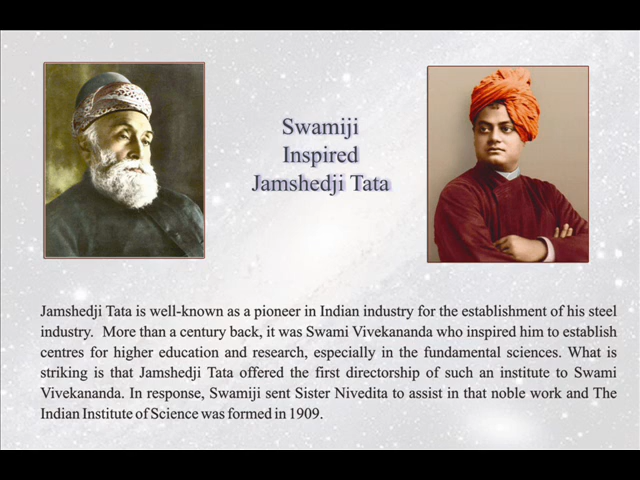 Swamiji
Inspired
Jamshedji Tata
Jamshedji Tata is well-known as a pioneer in Indian industry for the establishment of his steel
industry. More than a century back, it was Swami Vivekananda who inspired him to establish
centres for higher education and research, especially in the fundamental sciences. What is
striking is that Jamshedji Tata offered the first directorship of such an institute to Swami
Vivekananda. In response, Swamiji sent Sister Nivedita to assist in that noble work and The
Indian Institute of Science was formed in 1909.